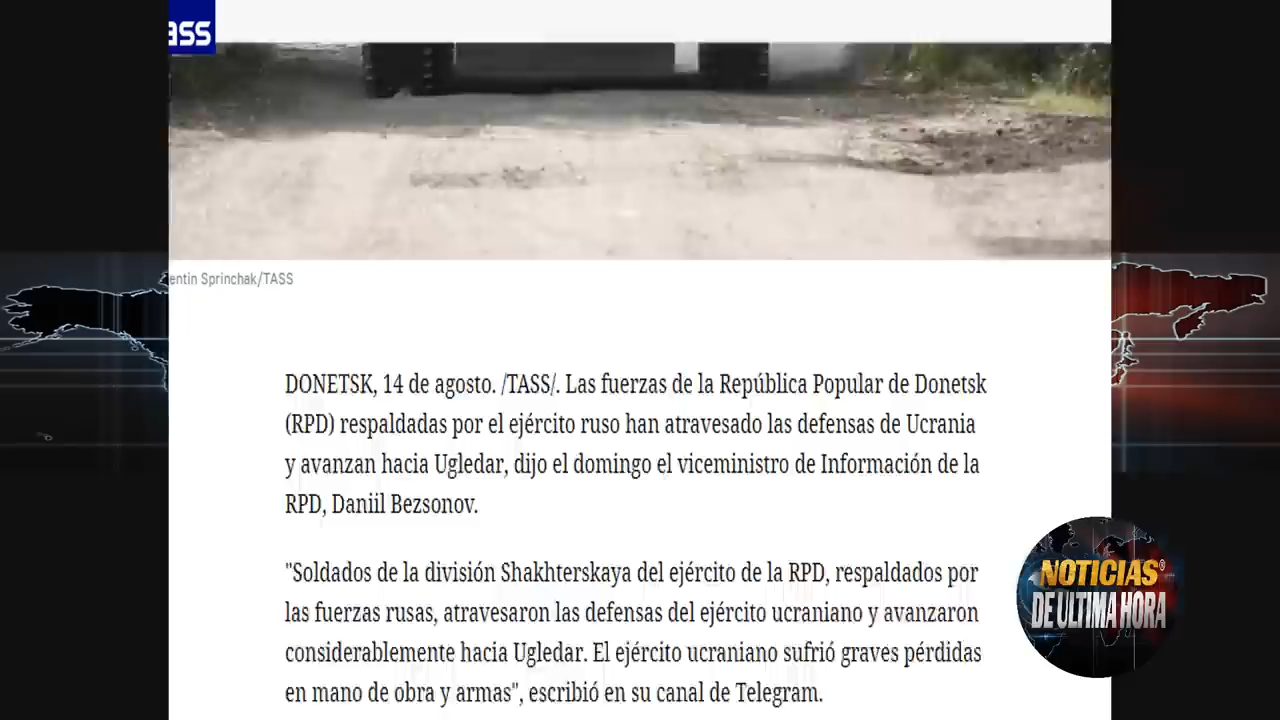 ass
entin Sprinchak/TASS
DONETSK, 14 de agosto. /TASS/. Las fuerzas de la República Popular de Donetsk
(RPD) respaldadas por el ejército ruso han atravesado las defensas de Ucrania
y avanzan hacia Ugledar, dijo el domingo el viceministro de Información de la
RPD, Daniil Bezsonov.
"Soldados de la división Shakhterskaya del ejército de la RPD, respaldados por
las fuerzas rusas, atravesaron las defensas del ejército ucraniano y avanzaron
considerablemente hacia Ugledar. El ejército ucraniano sufrió graves pérdidas
en mano de obra y armas", escribió en su canal de Telegram.
NOTICIAS®
DE ULTIMA HORA